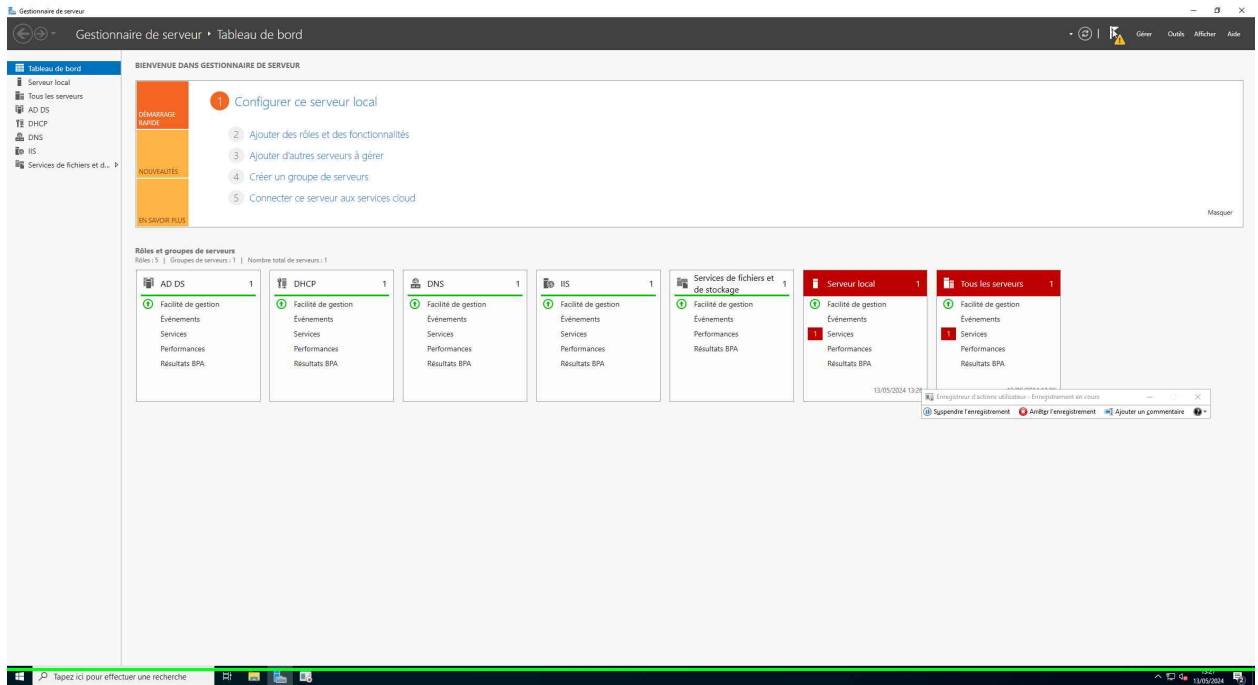 Gestionnaire de serveur
Gestionnaire de serveur • Tableau de bord
Gérer Outils Afficher Aide
Tableau de bord
Serveur local
Tous les serveurs
AD DS
DHCP
DNS
IIS
Services de fichiers et d...
BIENVENUE DANS GESTIONNAIRE DE SERVEUR
DÉMARRAGE
RAPIDE
NOUVEAUTÉS
EN SAVOIR PLUS
1 Configurer ce serveur local
2 Ajouter des rôles et des fonctionnalités
3 Ajouter d'autres serveurs à gérer
4 Créer un groupe de serveurs
5 Connecter ce serveur aux services cloud
Masquer
Rôles et groupes de serveurs
Rôles : 5 | Groupes de serveurs : 1 | Nombre total de serveurs : 1
AD DS 1
Facilité de gestion
Événements
Services
Performances
Résultats BPA
DHCP 1
Facilité de gestion
Événements
Services
Performances
Résultats BPA
DNS 1
Facilité de gestion
Événements
Services
Performances
Résultats BPA
IIS 1
Facilité de gestion
Événements
Services
Performances
Résultats BPA
Services de fichiers et
de stockage 1
Facilité de gestion
Événements
Performances
Résultats BPA
Serveur local 1
Facilité de gestion
Événements
1 Services
Performances
Résultats BPA
13/05/2024 13:26
Tous les serveurs 1
Facilité de gestion
Événements
1 Services
Performances
Résultats BPA
Enregistreur d'actions utilisateur - Enregistrement en cours
Suspendre l'enregistrement Arrêter l'enregistrement Ajouter un commentaire
Tapez ici pour effectuer une recherche
13/05/2024
2